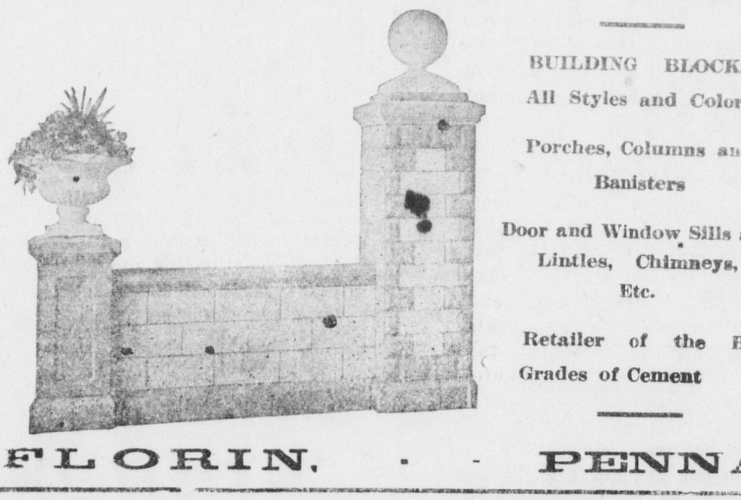 BUILDING BLOCK
All Styles and Color
Porches, Columns an
Banisters
Door and Window Sills
Lintles, Chimneys,
Etc.
Retailer of the B
Grades of Cement
FLORIN, - - PENNA